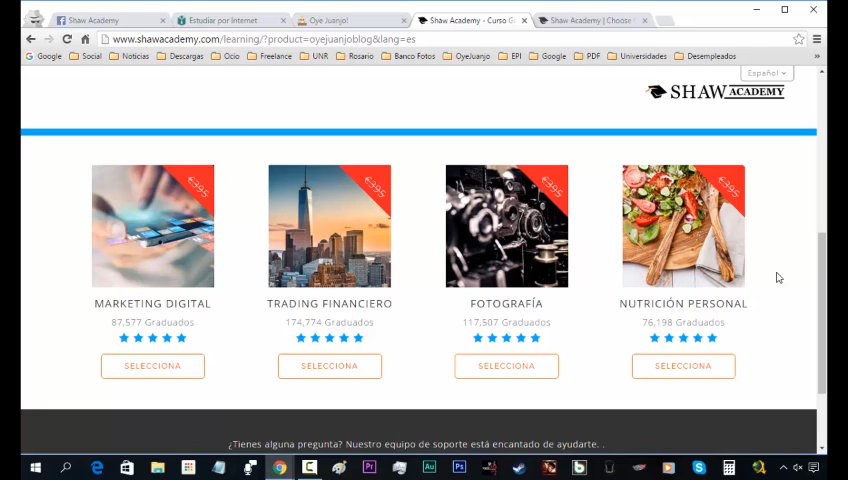 Shaw Academy
Estudiar por Internet
Oye Juanjo!
Shaw Academy - Curso G
Shaw Academy | Choose
www.shawacademy.com/learning/?product=oyejuanjoblog&lang=es
Google
Social
Noticias
Descargas
Ocio
Freelance
UNR
Rosario
Banco Fotos
OyeJuanjo
EPI
Google
PDF
Universidades
Desempleados
Español
SHAW ACADEMY
€395
€395
€395
€395
MARKETING DIGITAL
TRADING FINANCIERO
FOTOGRAFÍA
NUTRICIÓN PERSONAL
87,577 Graduados
174,774 Graduados
117,507 Graduados
76,198 Graduados
SELECCIONA
SELECCIONA
SELECCIONA
SELECCIONA
¿Tienes alguna pregunta? Nuestro equipo de soporte está encantado de ayudarte. .
Pr
Au
Ps